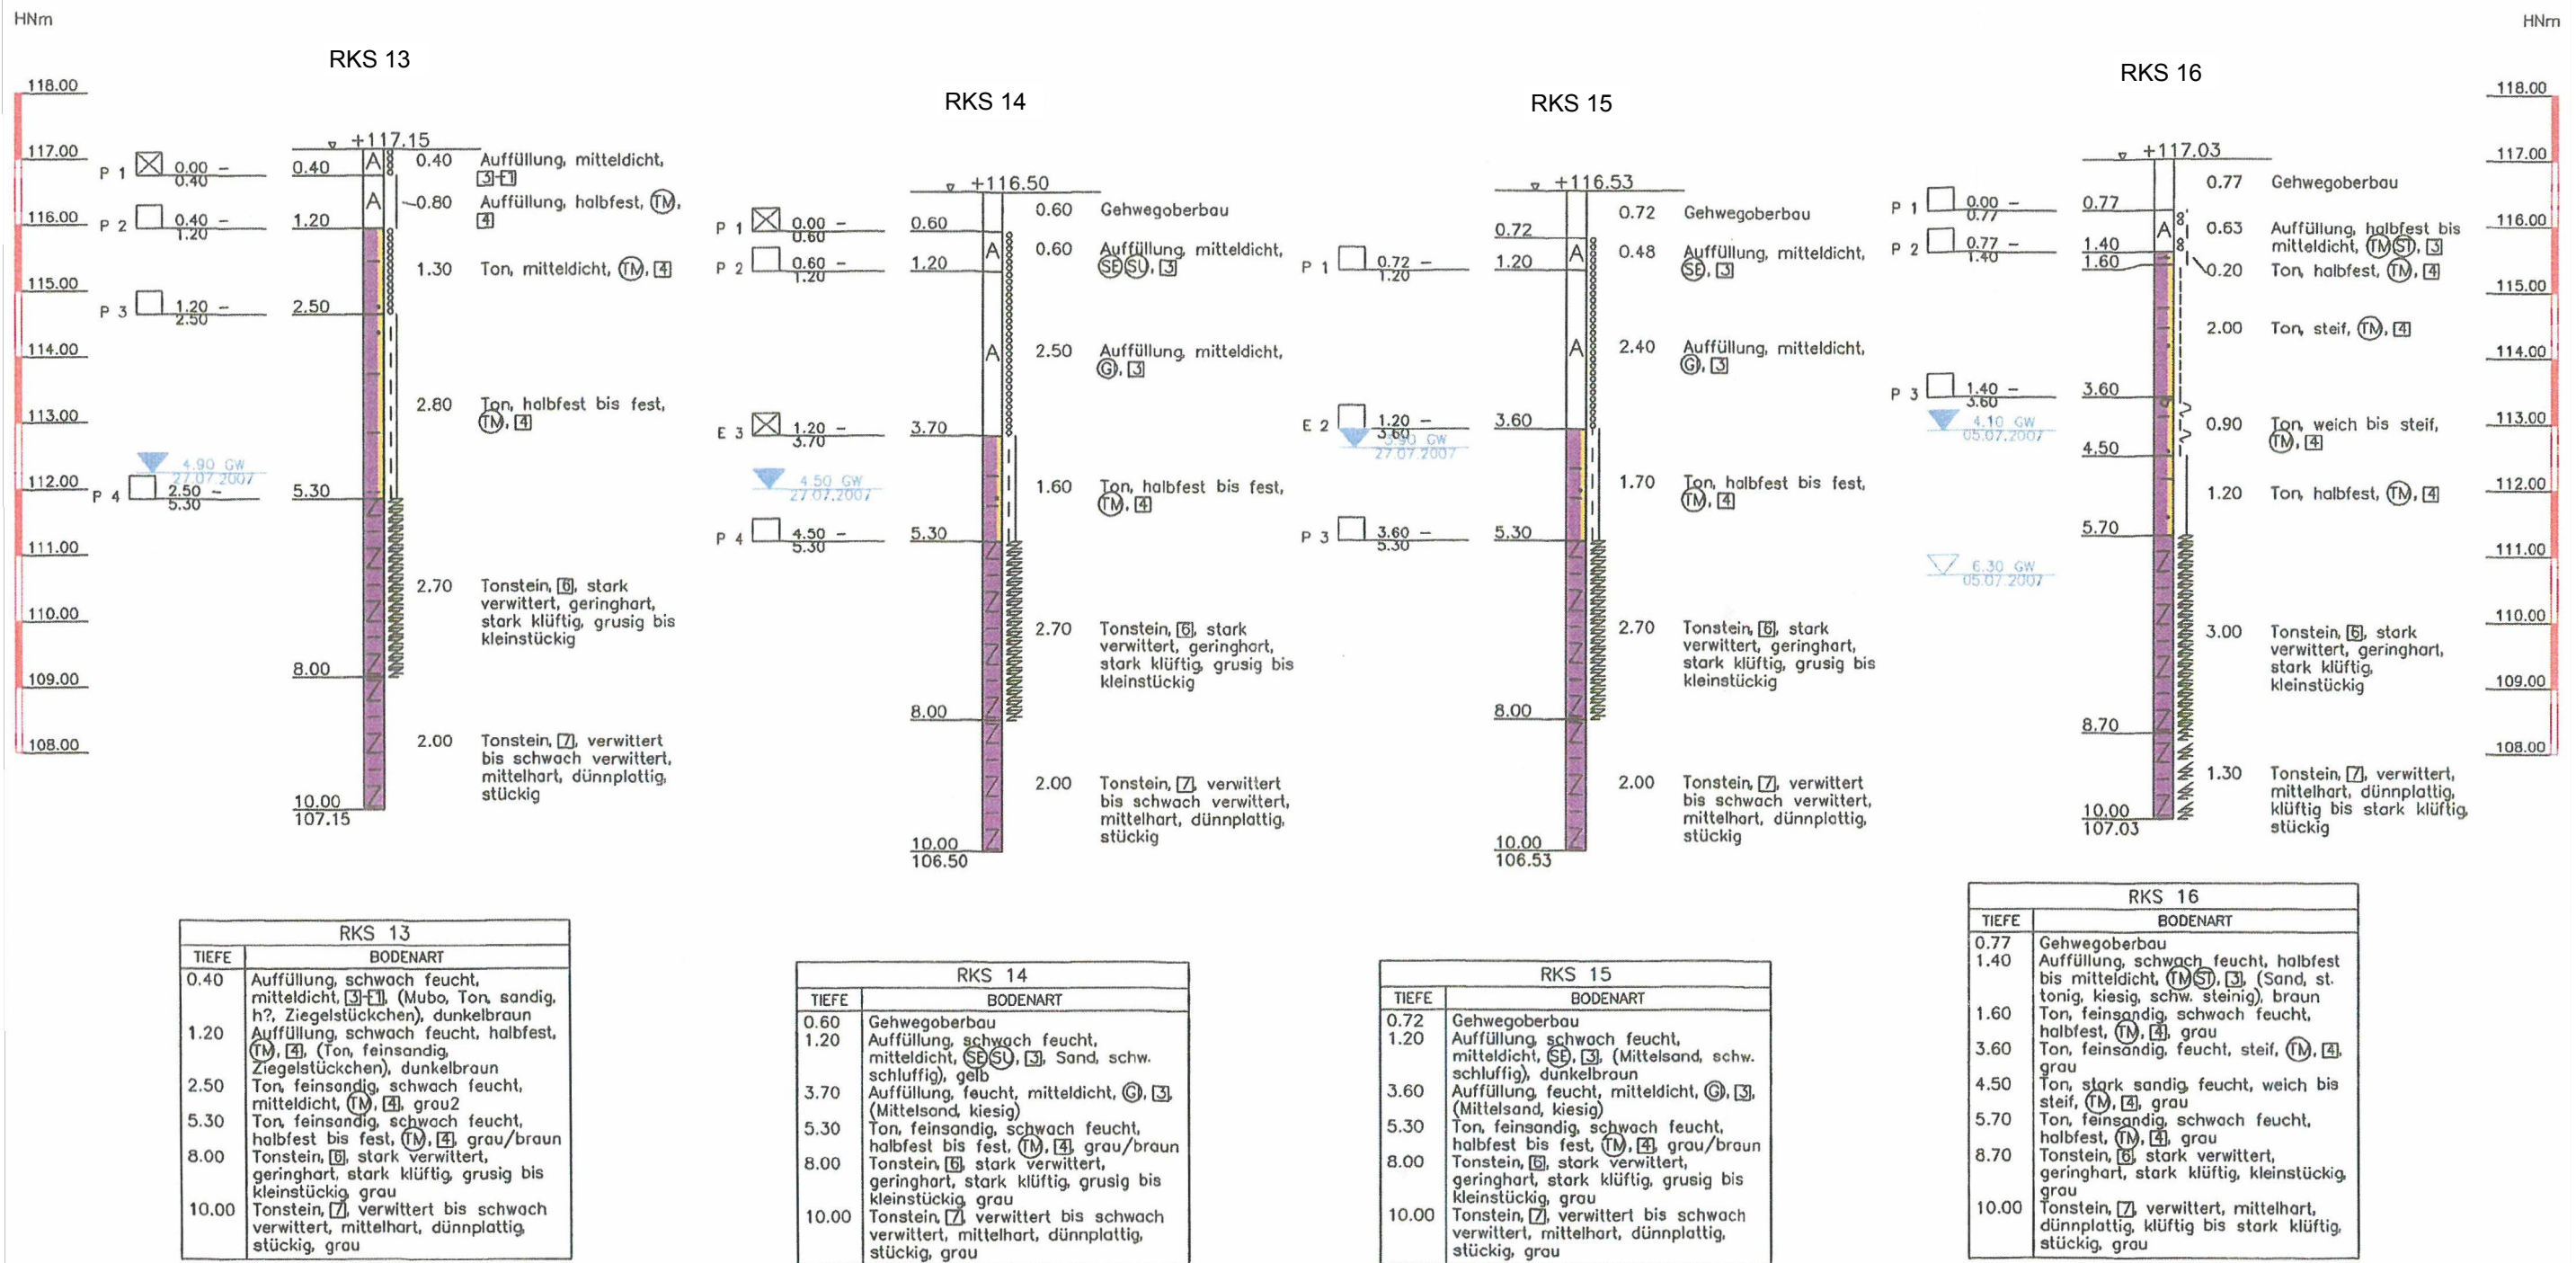 HNm
HNm
RKS 13
118.00
117.00
116.00
115.00
114.00
113.00
112.00
111.00
110.00
109.00
108.00
+117.15
P 1 0.00 –
0.40
0.40
A
0.40 Auffüllung, mitteldicht,
3-1
P 2 0.40 –
1.20
1.20
A
0.80 Auffüllung, halbfest, TM,
4
1.30 Ton, mitteldicht, TM, 4
P 3 1.20 –
2.50
2.50
2.80 Ton, halbfest bis fest,
TM, 4
4.90 GW
27.07.2007
P 4 2.50 –
5.30
5.30
2.70 Tonstein, 6, stark
verwittert, geringhart,
stark klüftig, grusig bis
kleinstückig
8.00
2.00 Tonstein, 7, verwittert
bis schwach verwittert,
mittelhart, dünnplattig,
stückig
10.00
107.15
RKS 14
+116.50
0.60 Gehwegoberbau
P 1 0.00 –
0.60
0.60
P 2 0.60 –
1.20
1.20
A
0.60 Auffüllung, mitteldicht,
SE SU, 3
A
2.50 Auffüllung, mitteldicht,
G, 3
E 3 1.20 –
3.70
3.70
4.50 GW
27.07.2007
1.60 Ton, halbfest bis fest,
TM, 4
P 4 4.50 –
5.30
5.30
2.70 Tonstein, 6, stark
verwittert, geringhart,
stark klüftig, grusig bis
kleinstückig
8.00
2.00 Tonstein, 7, verwittert
bis schwach verwittert,
mittelhart, dünnplattig,
stückig
10.00
106.50
RKS 15
+116.53
0.72 Gehwegoberbau
0.72
P 1 0.72 –
1.20
1.20
A
0.48 Auffüllung, mitteldicht,
SE, 3
A
2.40 Auffüllung, mitteldicht,
G, 3
E 2 1.20 –
3.60
3.60
3.90 GW
27.07.2007
1.70 Ton, halbfest bis fest,
TM, 4
P 3 3.60 –
5.30
5.30
2.70 Tonstein, 6, stark
verwittert, geringhart,
stark klüftig, grusig bis
kleinstückig
8.00
2.00 Tonstein, 7, verwittert
bis schwach verwittert,
mittelhart, dünnplattig,
stückig
10.00
106.53
RKS 16
+117.03
0.77 Gehwegoberbau
P 1 0.00 –
0.77
0.77
A
0.63 Auffüllung, halbfest bis
mitteldicht, TM ST, 3
P 2 0.77 –
1.40
1.40
1.60
0.20 Ton, halbfest, TM, 4
2.00 Ton, steif, TM, 4
P 3 1.40 –
3.60
3.60
4.10 GW
05.07.2007
0.90 Ton, weich bis steif,
TM, 4
4.50
1.20 Ton, halbfest, TM, 4
5.70
6.30 GW
05.07.2007
3.00 Tonstein, 6, stark
verwittert, geringhart,
stark klüftig,
kleinstückig
8.70
1.30 Tonstein, 7, verwittert,
mittelhart, dünnplattig,
klüftig bis stark klüftig,
stückig
10.00
107.03
118.00
117.00
116.00
115.00
114.00
113.00
112.00
111.00
110.00
109.00
108.00
RKS 13
TIEFE BODENART
0.40 Auffüllung, schwach feucht,
mitteldicht, 3-1, (Mubo, Ton, sandig,
h?, Ziegelstückchen), dunkelbraun
1.20 Auffüllung, schwach feucht, halbfest,
TM, 4, (Ton, feinsandig,
Ziegelstückchen), dunkelbraun
2.50 Ton, feinsandig, schwach feucht,
mitteldicht, TM, 4, grau2
5.30 Ton, feinsandig, schwach feucht,
halbfest bis fest, TM, 4, grau/braun
8.00 Tonstein, 6, stark verwittert,
geringhart, stark klüftig, grusig bis
kleinstückig, grau
10.00 Tonstein, 7, verwittert bis schwach
verwittert, mittelhart, dünnplattig,
stückig, grau
RKS 14
TIEFE BODENART
0.60 Gehwegoberbau
1.20 Auffüllung, schwach feucht,
mitteldicht, SE SU, 3, Sand, schw.
schluffig), gelb
3.70 Auffüllung, feucht, mitteldicht, G, 3,
(Mittelsand, kiesig)
5.30 Ton, feinsandig, schwach feucht,
halbfest bis fest, TM, 4, grau/braun
8.00 Tonstein, 6, stark verwittert,
geringhart, stark klüftig, grusig bis
kleinstückig, grau
10.00 Tonstein, 7, verwittert bis schwach
verwittert, mittelhart, dünnplattig,
stückig, grau
RKS 15
TIEFE BODENART
0.72 Gehwegoberbau
1.20 Auffüllung, schwach feucht,
mitteldicht, SE, 3, (Mittelsand, schw.
schluffig), dunkelbraun
3.60 Auffüllung, feucht, mitteldicht, G, 3,
(Mittelsand, kiesig)
5.30 Ton, feinsandig, schwach feucht,
halbfest bis fest, TM, 4, grau/braun
8.00 Tonstein, 6, stark verwittert,
geringhart, stark klüftig, grusig bis
kleinstückig, grau
10.00 Tonstein, 7, verwittert bis schwach
verwittert, mittelhart, dünnplattig,
stückig, grau
RKS 16
TIEFE BODENART
0.77 Gehwegoberbau
1.40 Auffüllung, schwach feucht, halbfest
bis mitteldicht, TM ST, 3, (Sand, st.
tonig, kiesig, schw. steinig), braun
1.60 Ton, feinsandig, schwach feucht,
halbfest, TM, 4, grau
3.60 Ton, feinsandig, feucht, steif, TM, 4,
grau
4.50 Ton, stark sandig, feucht, weich bis
steif, TM, 4, grau
5.70 Ton, feinsandig, schwach feucht,
halbfest, TM, 4, grau
8.70 Tonstein, 6, stark verwittert,
geringhart, stark klüftig, kleinstückig,
grau
10.00 Tonstein, 7, verwittert, mittelhart,
dünnplattig, klüftig bis stark klüftig,
stückig, grau